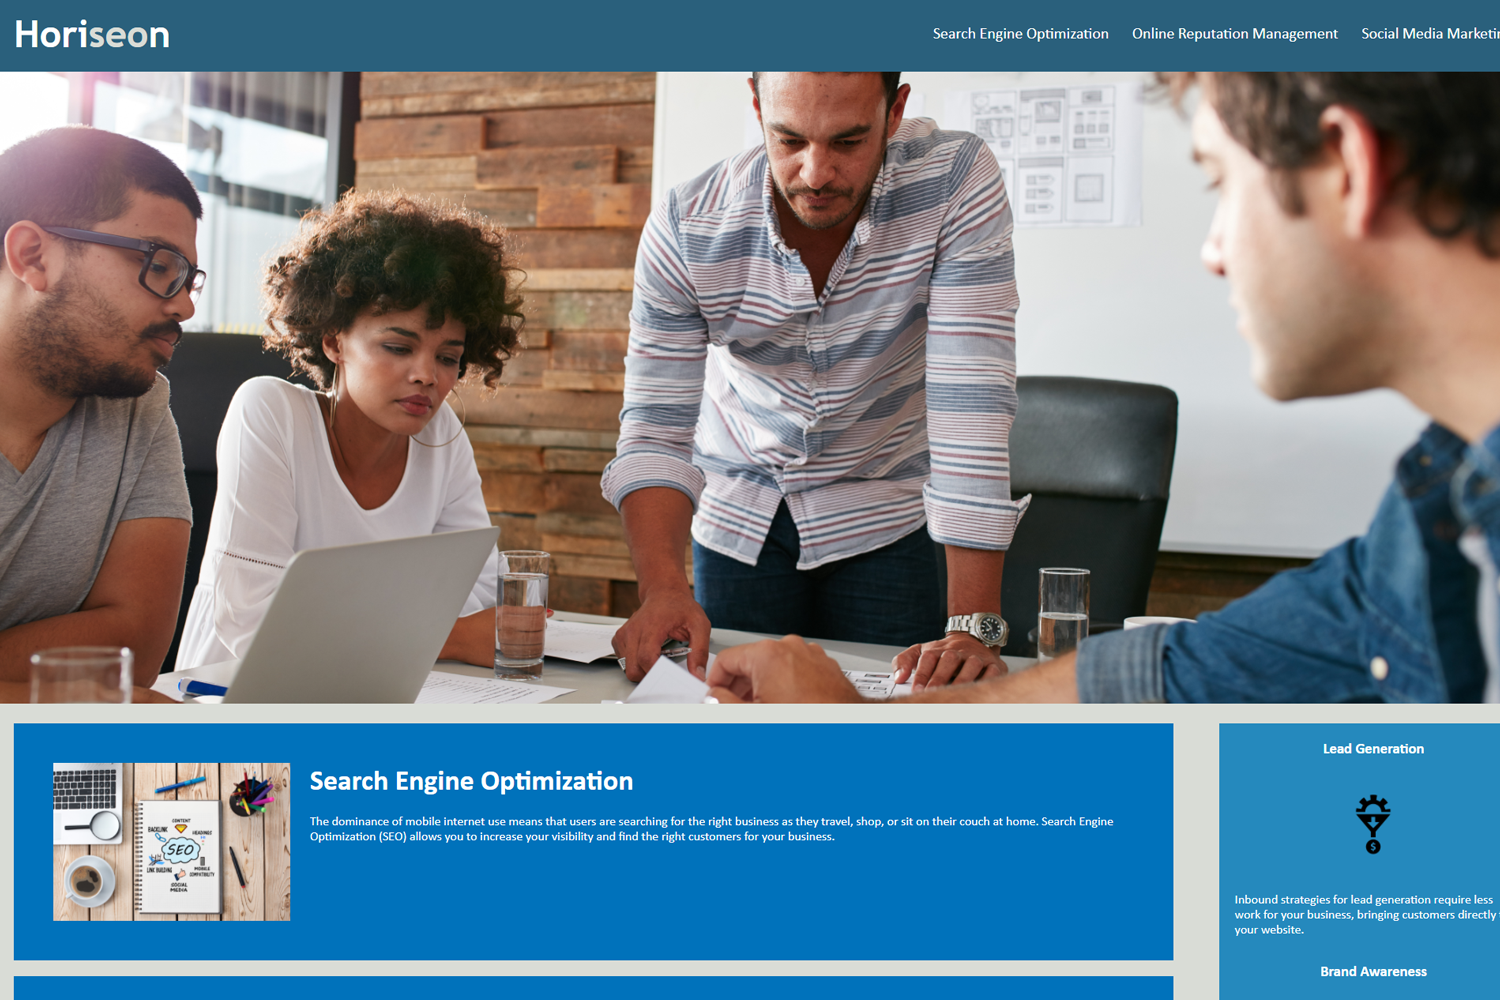 Horiseon
Search Engine Optimization
Online Reputation Management
Social Media
Search Engine Optimization
The dominance of mobile internet use means that users are searching for the right business as they travel, shop, or sit on their couch at home. Search Engine
Optimization (SEO) allows you to increase your visibility and find the right customers for your business.
CONTENT
BACKLINK
HEADINGS
SEO
LINK BUILDING
MOBILE
COMPATIBILITY
SOCIAL
MEDIA
Lead Generation
$
Inbound strategies for lead generation require less
work for your business, bringing customers directly
your website.
Brand Awareness